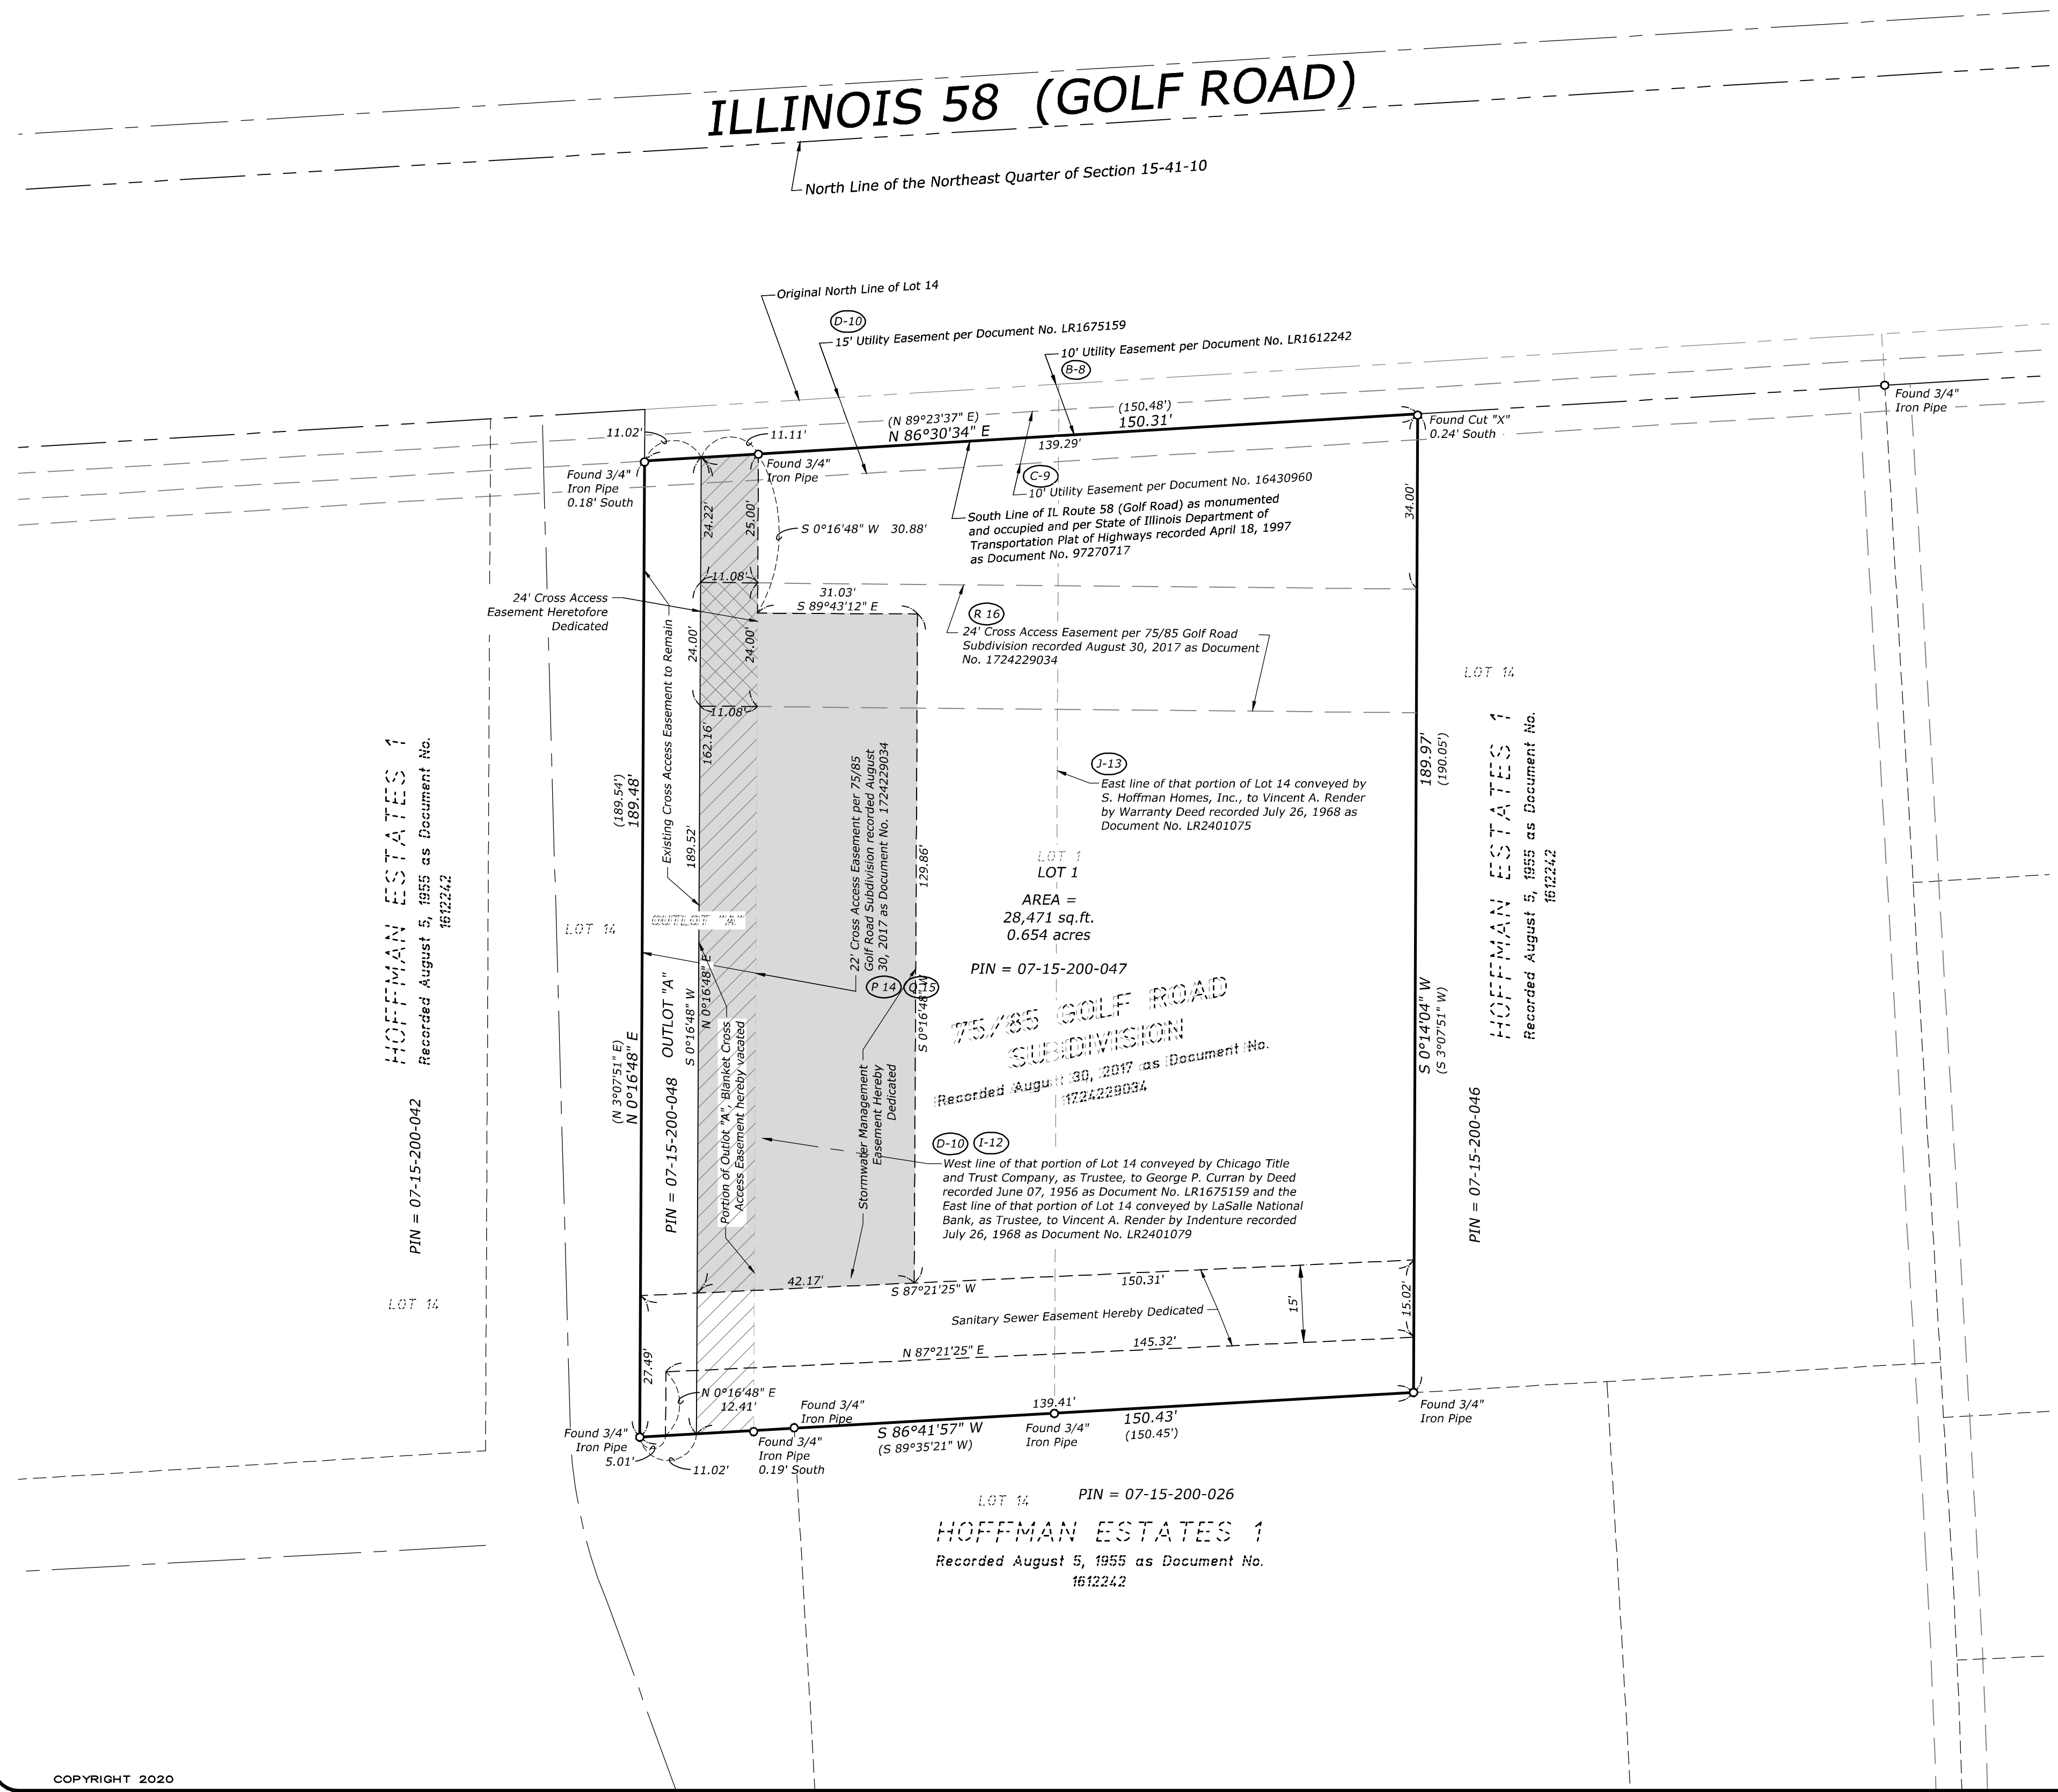 ILLINOIS 58 (GOLF ROAD)
North Line of the Northeast Quarter of Section 15-41-10
Original North Line of Lot 14
D-10
15' Utility Easement per Document No. LR1675159
10' Utility Easement per Document No. LR1612242
B-8
(N 89°23'37" E)
N 86°30'34" E
(150.48')
150.31'
139.29'
11.02'
11.11'
Found Cut "X"
0.24' South
Found 3/4"
Iron Pipe
Found 3/4"
Iron Pipe
0.18' South
Found 3/4"
Iron Pipe
C-9
10' Utility Easement per Document No. 16430960
South Line of IL Route 58 (Golf Road) as monumented
and occupied and per State of Illinois Department of
Transportation Plat of Highways recorded April 18, 1997
as Document No. 97270717
24.22'
25.00'
S 0°16'48" W 30.88'
34.00'
11.08'
24' Cross Access
Easement Heretofore
Dedicated
31.03'
S 89°43'12" E
R 16
24' Cross Access Easement per 75/85 Golf Road
Subdivision recorded August 30, 2017 as Document
No. 1724229034
24.00'
24.00'
11.08'
162.16'
Existing Cross Access Easement to Remain
LOT 14
HOFFMAN ESTATES 1
Recorded August 5, 1955 as Document No.
1612242
PIN = 07-15-200-042
LOT 14
(189.54')
189.48'
(N 3°07'51" E)
N 0°16'48" E
LOT 14
OUTLOT "A"
PIN = 07-15-200-048 OUTLOT "A"
189.52'
S 0°16'48" W
N 0°16'48" E
Portion of Outlot "A", Blanket Cross
Access Easement hereby vacated
22' Cross Access Easement per 75/85
Golf Road Subdivision recorded August
30, 2017 as Document No. 1724229034
P 14
Q 15
129.86'
S 0°16'48" W
Stormwater Management
Easement Hereby
Dedicated
J-13
East line of that portion of Lot 14 conveyed by
S. Hoffman Homes, Inc., to Vincent A. Render
by Warranty Deed recorded July 26, 1968 as
Document No. LR2401075
LOT 1
LOT 1
AREA =
28,471 sq.ft.
0.654 acres
PIN = 07-15-200-047
75/85 GOLF ROAD
SUBDIVISION
Recorded August 30, 2017 as Document No.
1724229034
189.97'
(190.05')
S 0°14'04" W
(S 3°07'51" W)
HOFFMAN ESTATES 1
Recorded August 5, 1955 as Document No.
1612242
PIN = 07-15-200-046
D-10
I-12
West line of that portion of Lot 14 conveyed by Chicago Title
and Trust Company, as Trustee, to George P. Curran by Deed
recorded June 07, 1956 as Document No. LR1675159 and the
East line of that portion of Lot 14 conveyed by LaSalle National
Bank, as Trustee, to Vincent A. Render by Indenture recorded
July 26, 1968 as Document No. LR2401079
42.17'
S 87°21'25" W
150.31'
Sanitary Sewer Easement Hereby Dedicated
15'
15.02'
N 87°21'25" E
145.32'
27.49'
N 0°16'48" E
12.41'
Found 3/4"
Iron Pipe
Found 3/4"
Iron Pipe
5.01'
11.02'
Found 3/4"
Iron Pipe
0.19' South
S 86°41'57" W
(S 89°35'21" W)
139.41'
Found 3/4"
Iron Pipe
150.43'
(150.45')
Found 3/4"
Iron Pipe
LOT 14
PIN = 07-15-200-026
HOFFMAN ESTATES 1
Recorded August 5, 1955 as Document No.
1612242
COPYRIGHT 2020